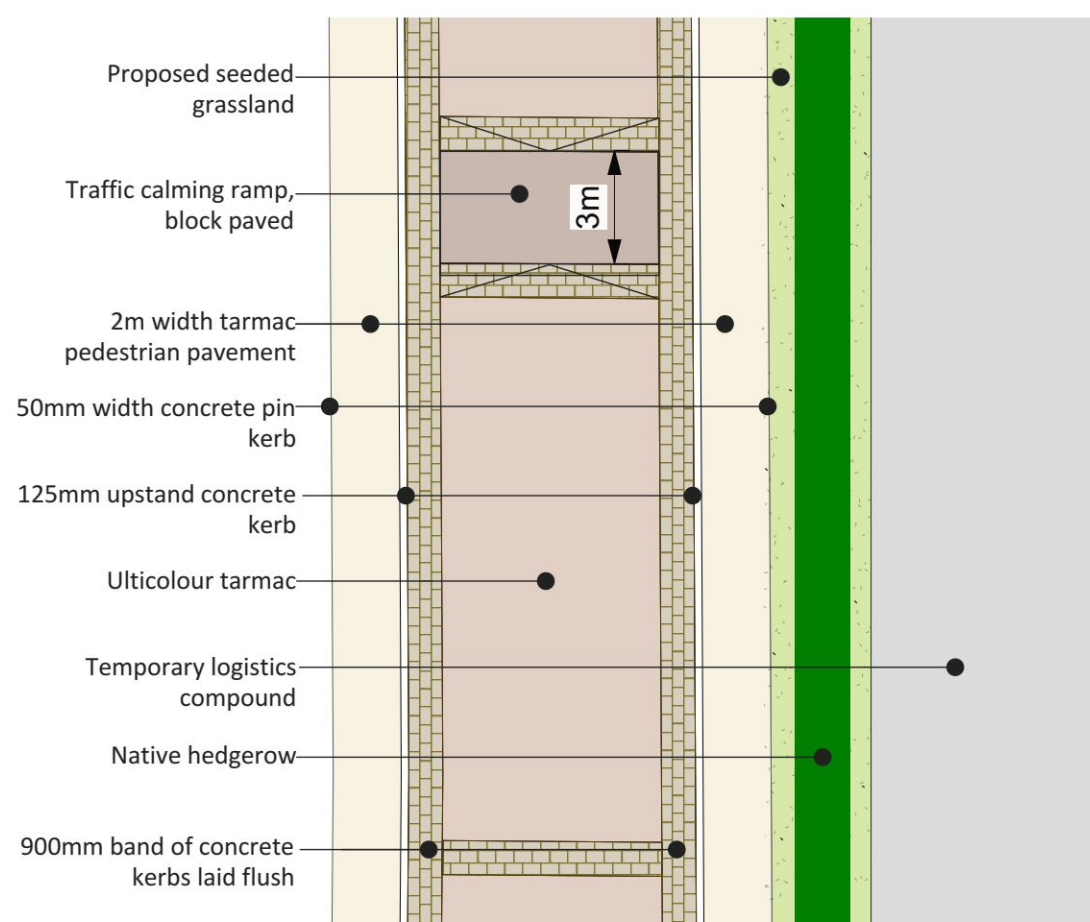 Proposed seeded
grassland
Traffic calming ramp,
block paved
3m
2m width tarmac
pedestrian pavement
50mm width concrete pin
kerb
125mm upstand concrete
kerb
Ulticolour tarmac
Temporary logistics
compound
Native hedgerow
900mm band of concrete
kerbs laid flush